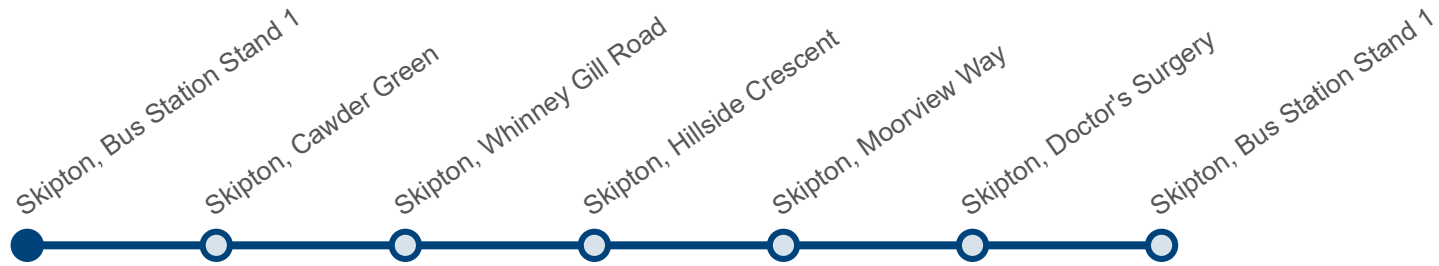 Skipton, Bus Station Stand 1
Skipton, Cawder Green
Skipton, Whinney Gill Road
Skipton, Hillside Crescent
Skipton, Moorview Way
Skipton, Doctor's Surgery
Skipton, Bus Station Stand 1